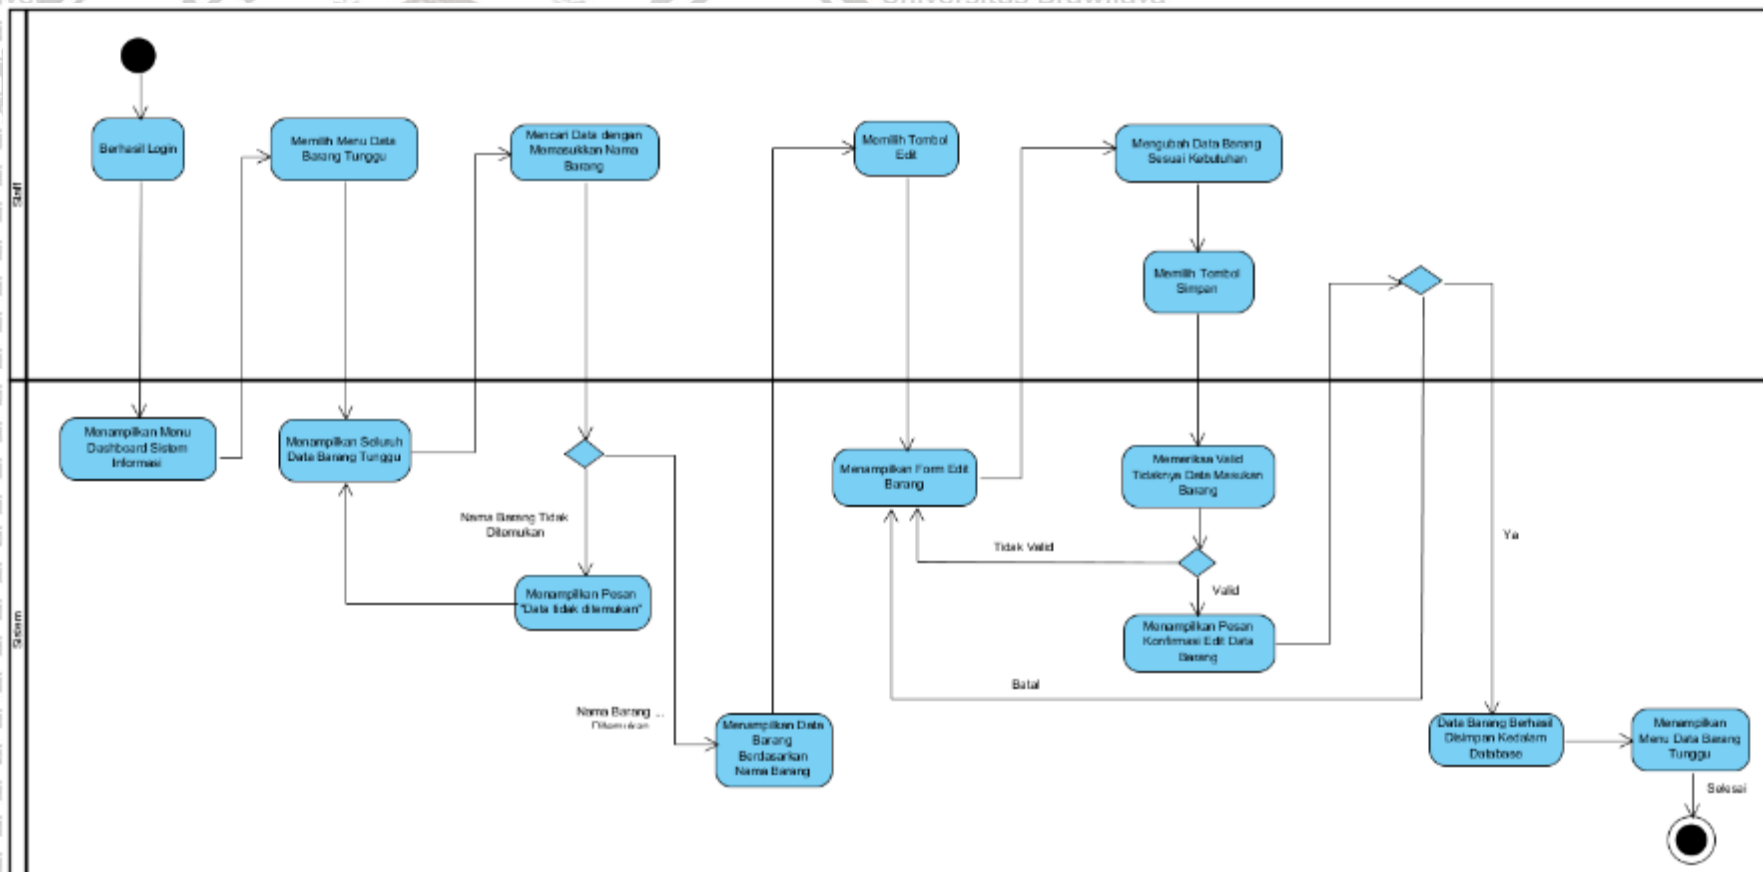 Universitas Brawijaya
Staff
Berhasil Login
Memilih Menu Data
Barang Tunggu
Mencari Data dengan
Memasukkan Nama
Barang
Memilih Tombol
Edit
Mengubah Data Barang
Sesuai Kebutuhan
Memilih Tombol
Simpan
Sistem
Menampilkan Menu
Dashboard Sistem
Informasi
Menampilkan Seluruh
Data Barang Tunggu
Nama Barang Tidak
Ditemukan
Menampilkan Pesan
"Data tidak ditemukan"
Nama Barang ...
Ditemukan
Menampilkan Data
Barang
Berdasarkan
Nama Barang
Menampilkan Form Edit
Barang
Memeriksa Valid
Tidaknya Data Masukan
Barang
Tidak Valid
Valid
Menampilkan Pesan
Konfirmasi Edit Data
Barang
Batal
Ya
Data Barang Berhasil
Disimpan Kedalam
Database
Menampilkan
Menu Data Barang
Tunggu
Selesai